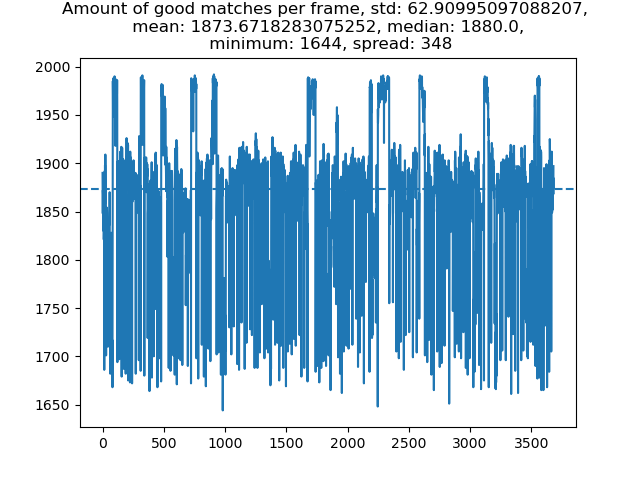 Amount of good matches per frame, std: 62.90995097088207,
mean: 1873.6718283075252, median: 1880.0,
minimum: 1644, spread: 348
2000
1950
1900
1850
1800
1750
1700
1650
0 500 1000 1500 2000 2500 3000 3500